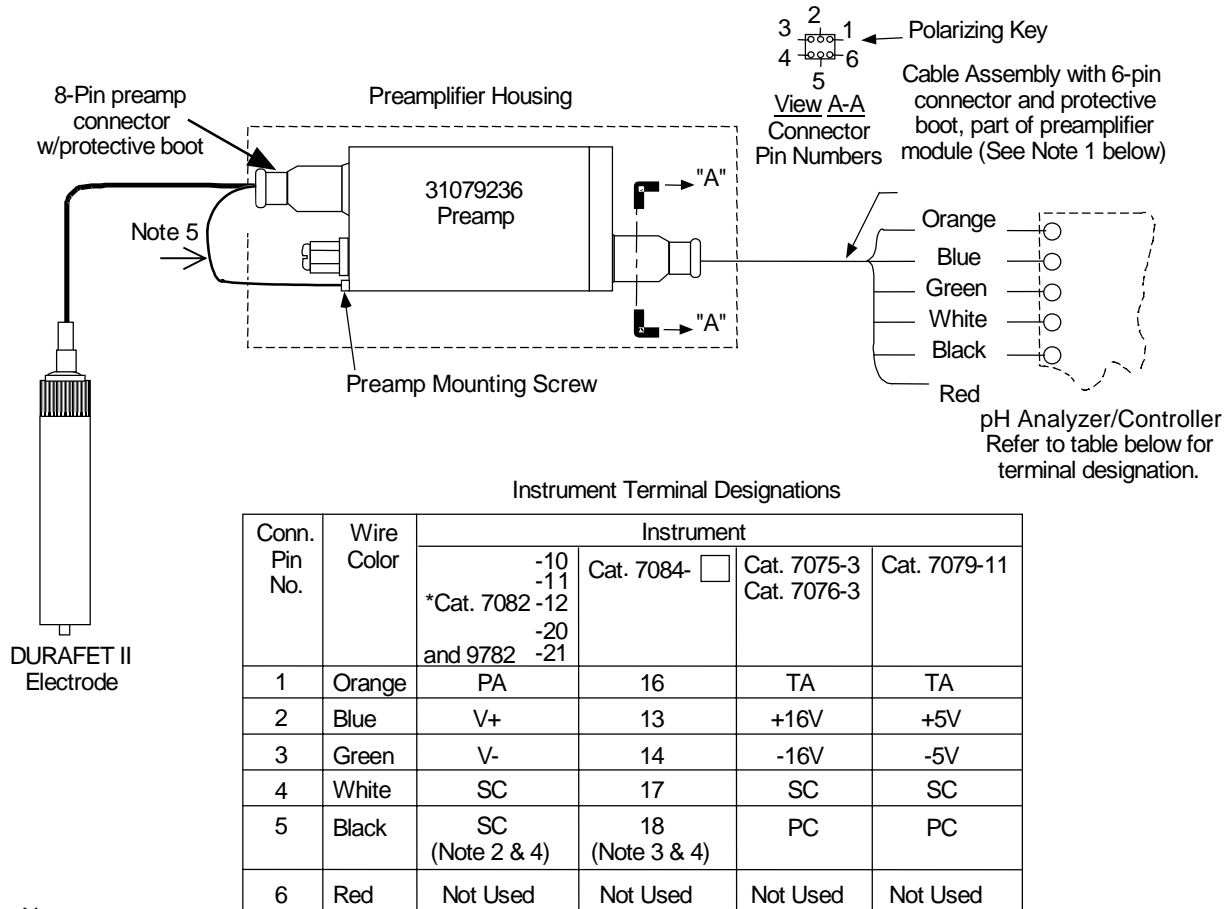 3 2 1
4 5 6
Polarizing Key
View A-A
Connector
Pin Numbers
Cable Assembly with 6-pin
connector and protective
boot, part of preamplifier
module (See Note 1 below)
8-Pin preamp
connector
w/protective boot
Preamplifier Housing
31079236
Preamp
"A"
"A"
Note 5
Preamp Mounting Screw
Orange
Blue
Green
White
Black
Red
pH Analyzer/Controller
Refer to table below for
terminal designation.
DURAFET II
Electrode
Instrument Terminal Designations
Conn. Pin No. Wire Color Instrument
-10
-11
*Cat. 7082 -12
-20
and 9782 -21
Cat. 7084-
Cat. 7075-3
Cat. 7076-3
Cat. 7079-11
1 Orange PA 16 TA TA
2 Blue V+ 13 +16V +5V
3 Green V- 14 -16V -5V
4 White SC 17 SC SC
5 Black SC 18 PC PC
(Note 2 & 4) (Note 3 & 4)
6 Red Not Used Not Used Not Used Not Used